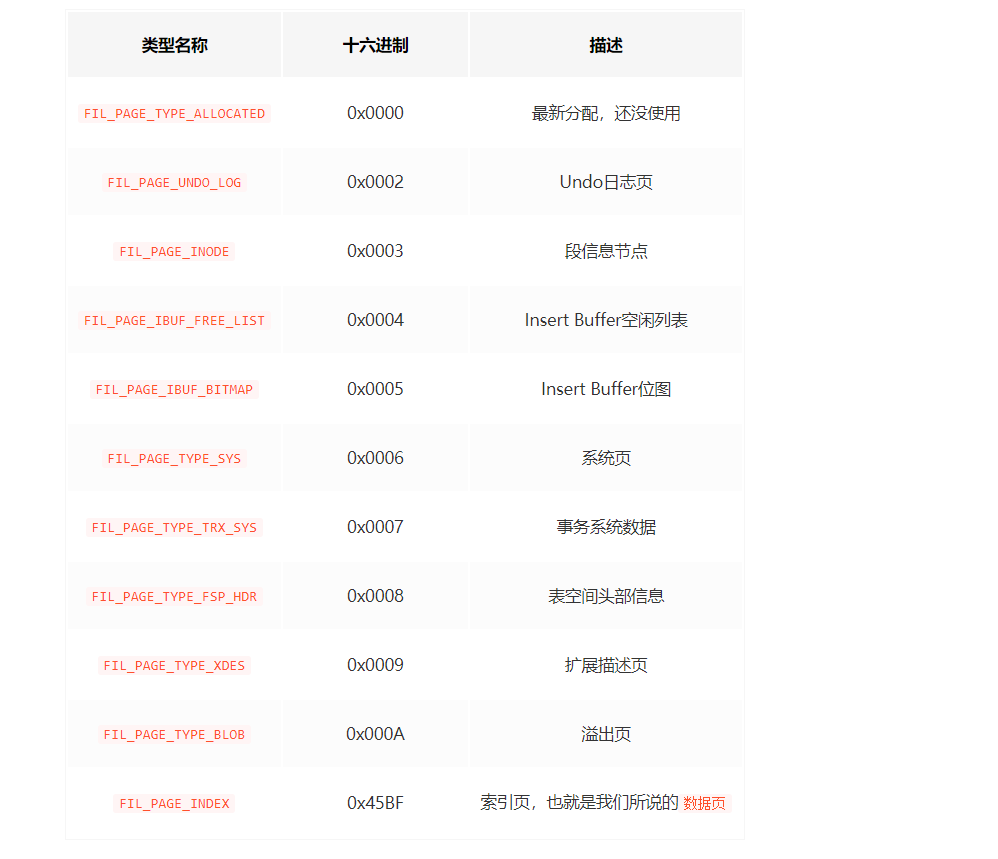 类型名称 十六进制 描述
FIL_PAGE_TYPE_ALLOCATED 0x0000 最新分配，还没使用
FIL_PAGE_UNDO_LOG 0x0002 Undo日志页
FIL_PAGE_INODE 0x0003 段信息节点
FIL_PAGE_IBUF_FREE_LIST 0x0004 Insert Buffer空闲列表
FIL_PAGE_IBUF_BITMAP 0x0005 Insert Buffer位图
FIL_PAGE_TYPE_SYS 0x0006 系统页
FIL_PAGE_TYPE_TRX_SYS 0x0007 事务系统数据
FIL_PAGE_TYPE_FSP_HDR 0x0008 表空间头部信息
FIL_PAGE_TYPE_XDES 0x0009 扩展描述页
FIL_PAGE_TYPE_BLOB 0x000A 溢出页
FIL_PAGE_INDEX 0x45BF 索引页，也就是我们所说的 数据页